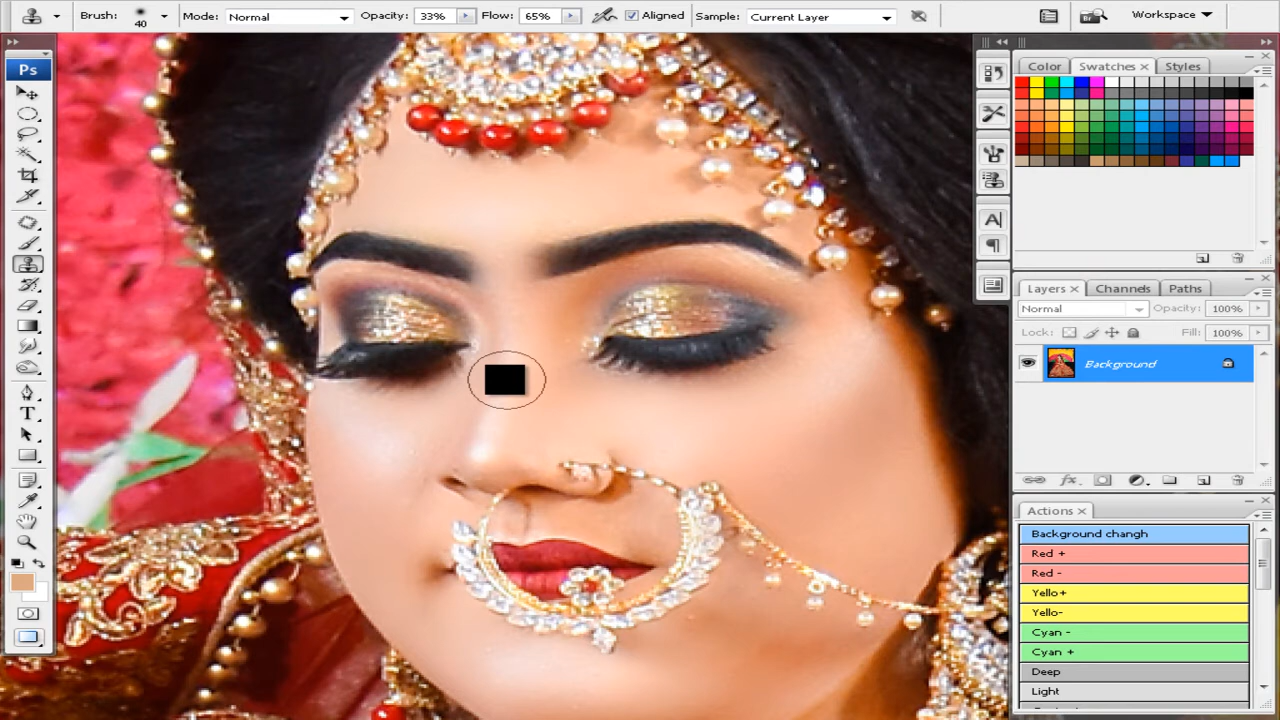 Brush: 40 Mode: Normal Opacity: 33% Flow: 65% Aligned Sample: Current Layer Br Workspace
Ps
T
A
Color Swatches × Styles
Layers × Channels Paths
Normal Opacity: 100%
Lock: Fill: 100%
Background
fx
Actions ×
Background changh
Red +
Red -
Yello+
Yello-
Cyan -
Cyan +
Deep
Light